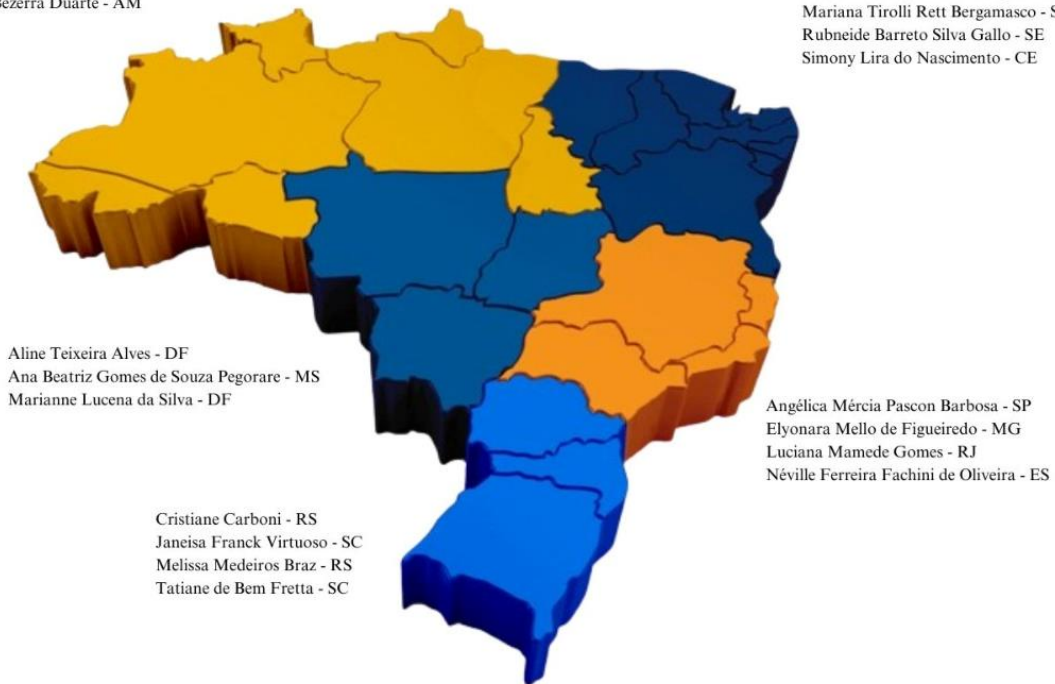 Bezerra Duarte - AM
Mariana Tirolli Rett Bergamasco - S
Rubneide Barreto Silva Gallo - SE
Simony Lira do Nascimento - CE
Aline Teixeira Alves - DF
Ana Beatriz Gomes de Souza Pegorare - MS
Marianne Lucena da Silva - DF
Angélica Mércia Pascon Barbosa - SP
Elyonara Mello de Figueiredo - MG
Luciana Mamede Gomes - RJ
Néville Ferreira Fachini de Oliveira - ES
Cristiane Carboni - RS
Janeisa Franck Virtuoso - SC
Melissa Medeiros Braz - RS
Tatiane de Bem Fretta - SC